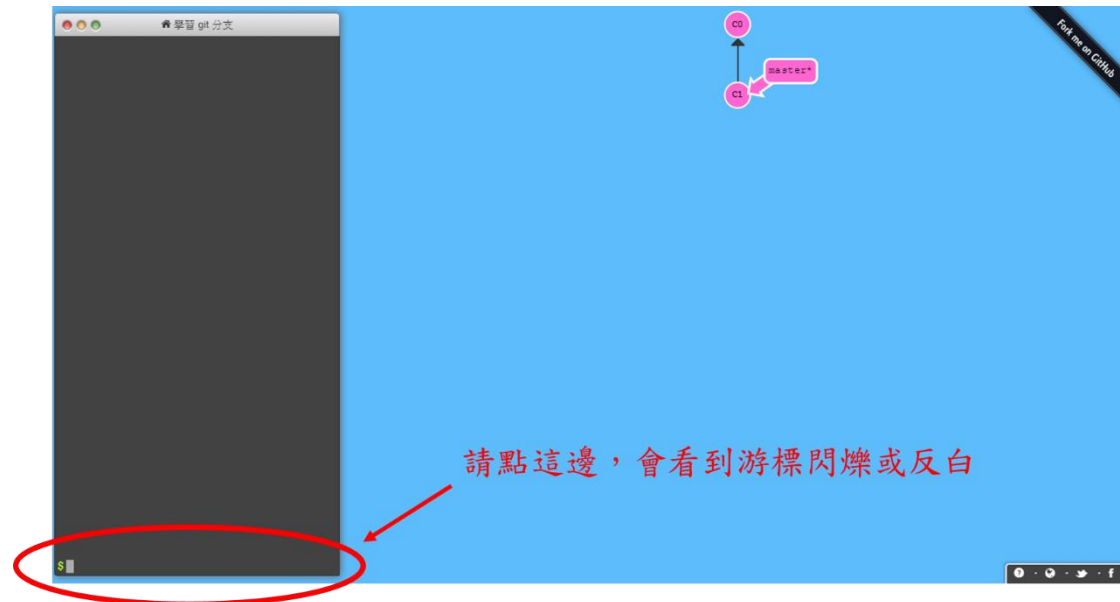 學習 git 分支
C0
master*
C1
Fork me on GitHub
請點這邊，會看到游標閃爍或反白
$